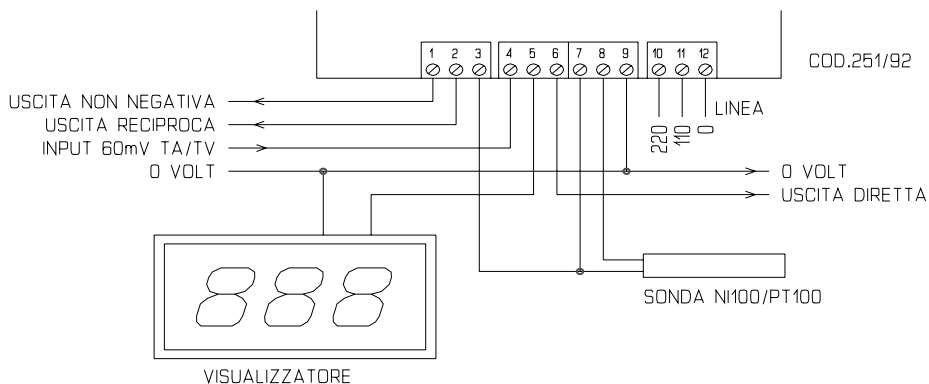 1 2 3 4 5 6 7 8 9 10 11 12
COD.251/92
USCITA NON NEGATIVA
USCITA RECIPROCA
INPUT 60mV TA/TV
0 VOLT
220 110 0
LINEA
0 VOLT
USCITA DIRETTA
888
SONDA NI100/PT100
VISUALIZZATORE